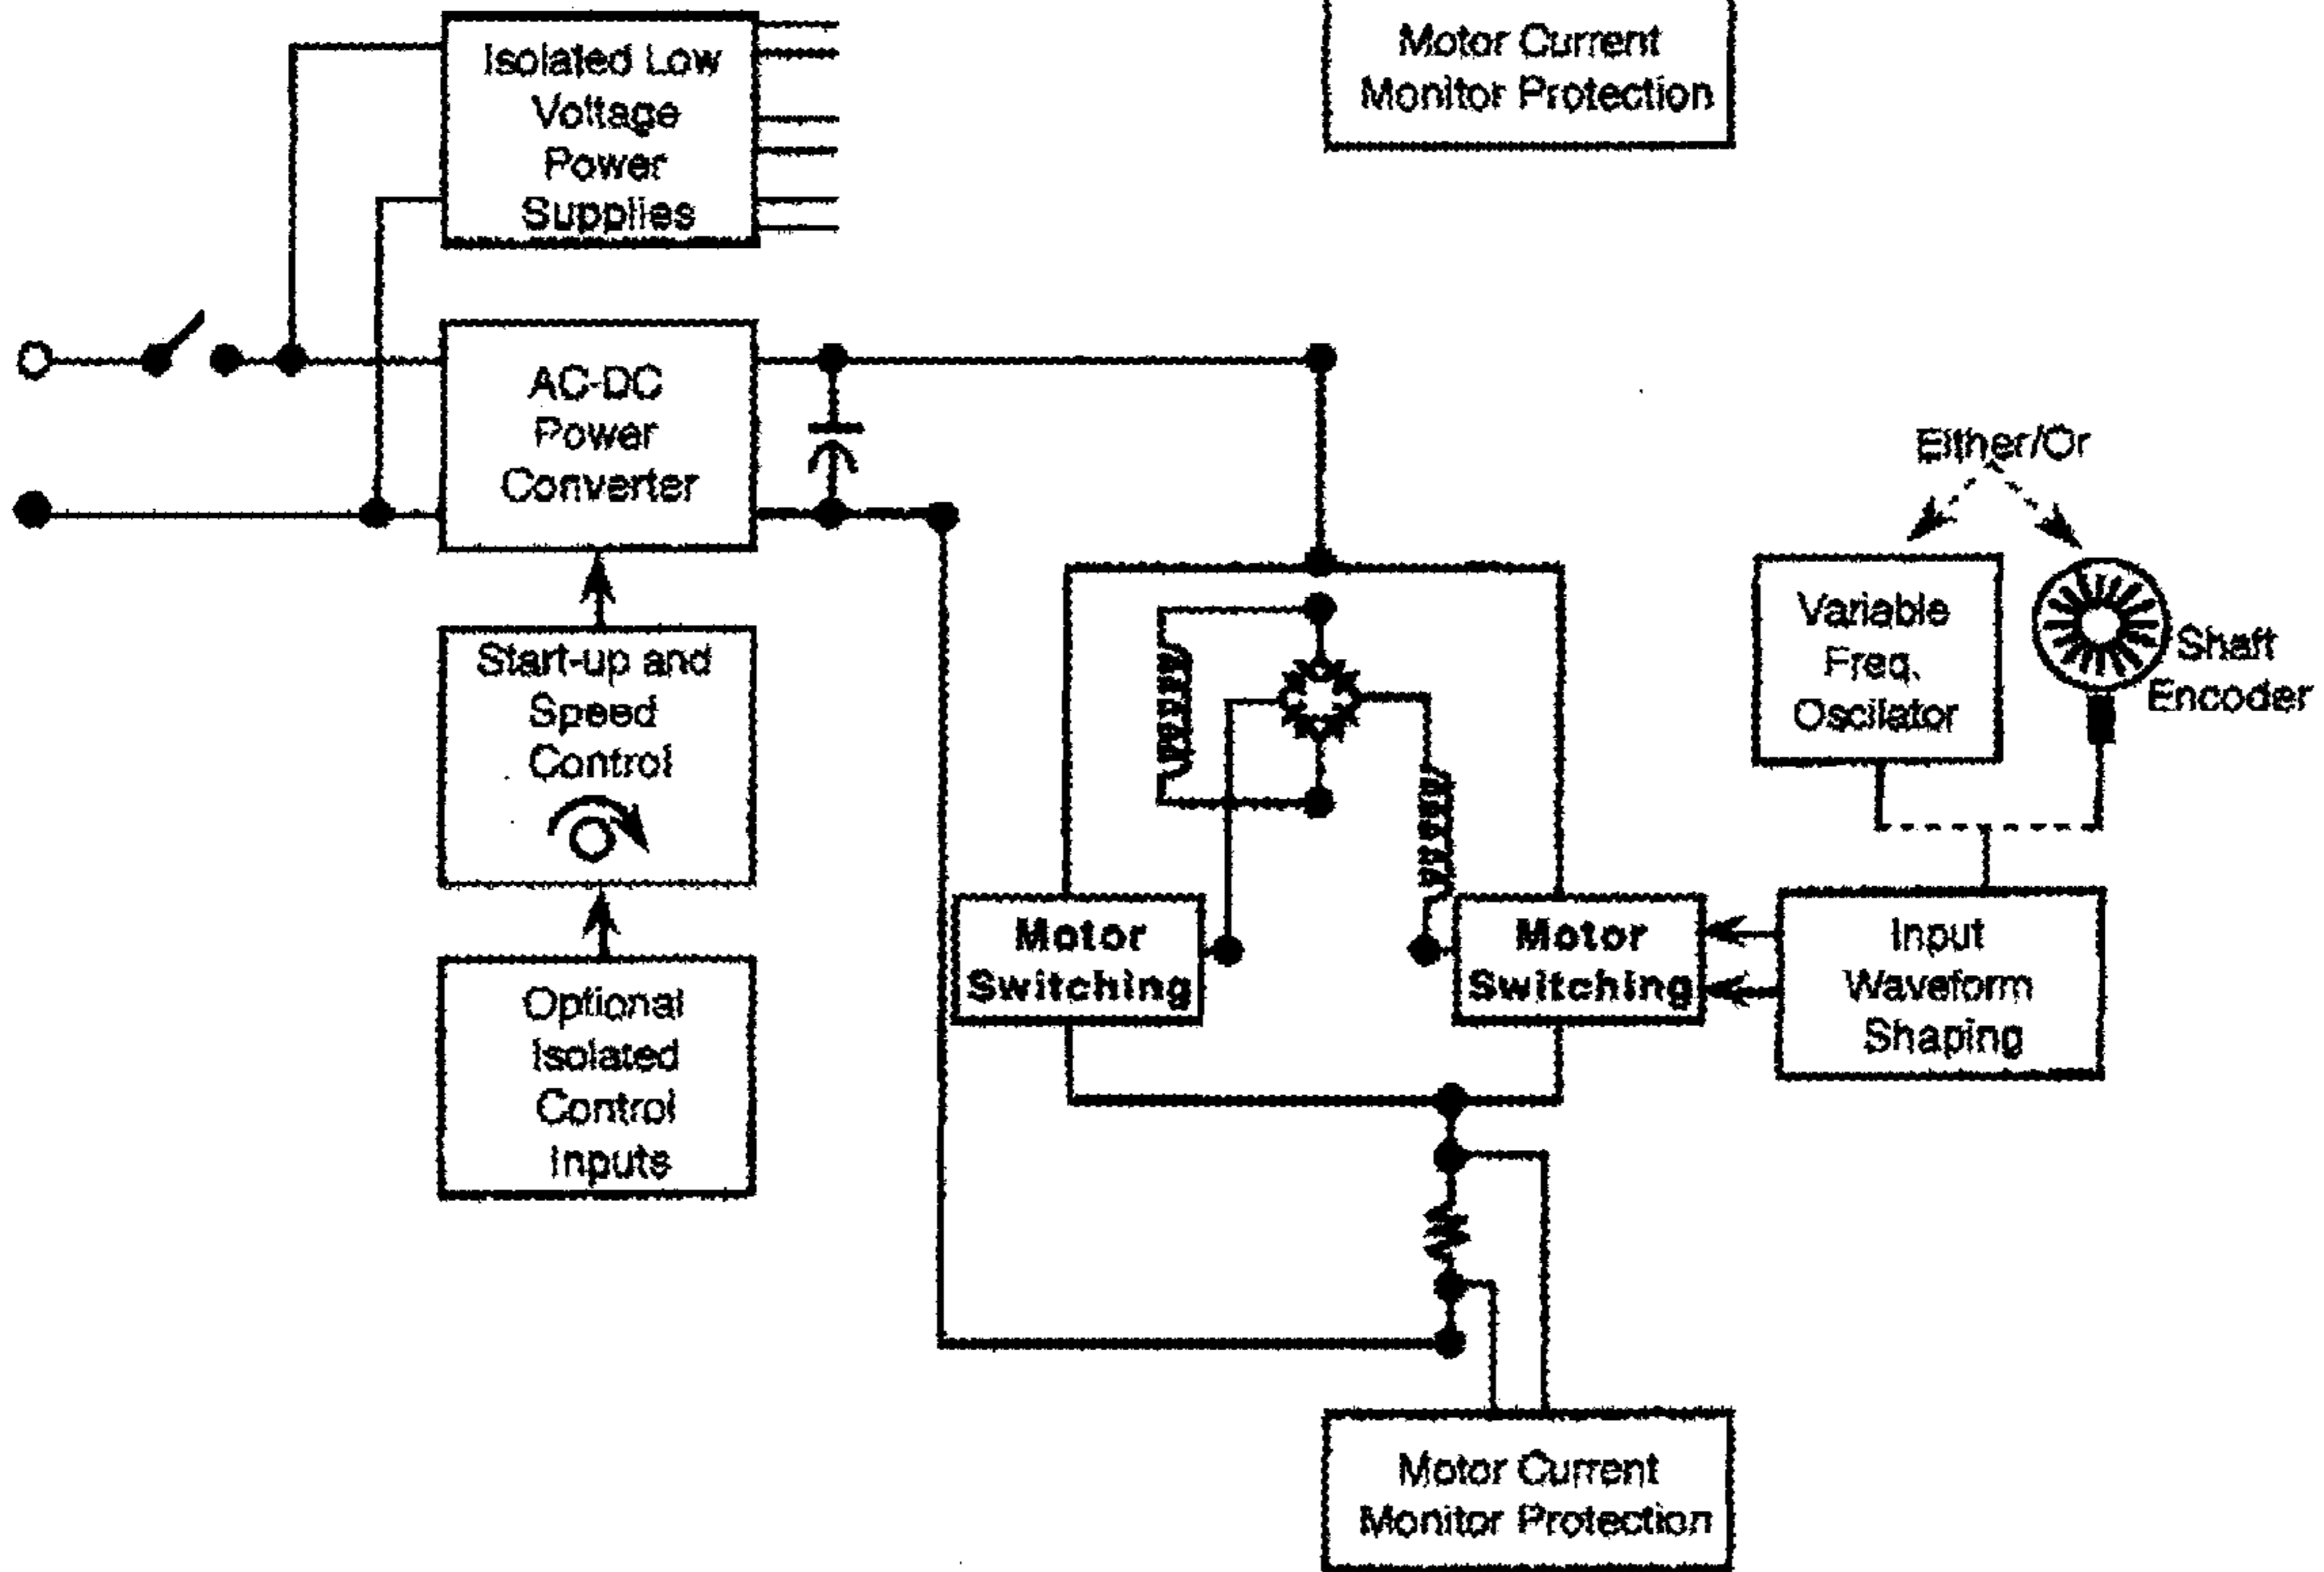 Isolated Low
Voltage
Power
Supplies
Motor Current
Monitor Protection
AC-DC
Power
Converter
Either/Or
Variable
Freq.
Oscilator
Shaft
Encoder
Start-up and
Speed
Control
Motor
Switching
Motor
Switching
Input
Waveform
Shaping
Optional
Isolated
Control
Inputs
Motor Current
Monitor Protection